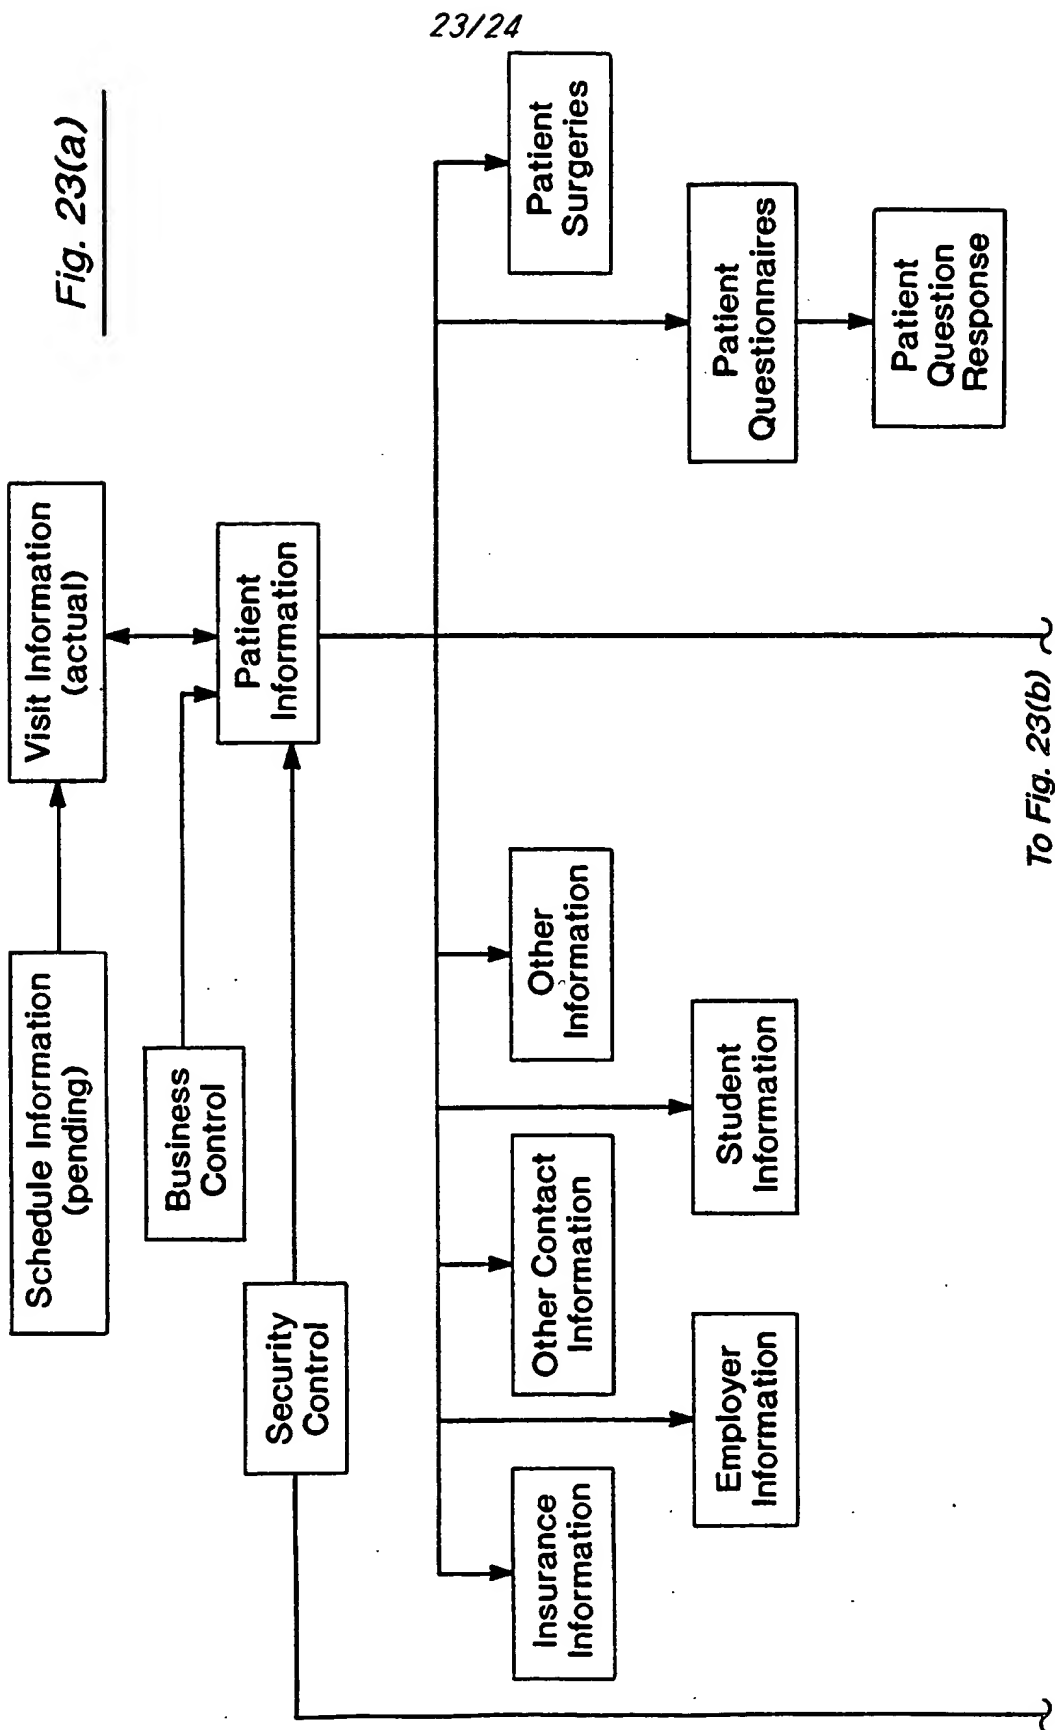 23/24
Fig. 23(a)
Schedule Information
(pending)
Visit Information
(actual)
Business
Control
Patient
Information
Security
Control
Insurance
Information
Other Contact
Information
Other
Information
Patient
Surgeries
Employer
Information
Student
Information
Patient
Questionnaires
Patient
Question
Response
To Fig. 23(b)